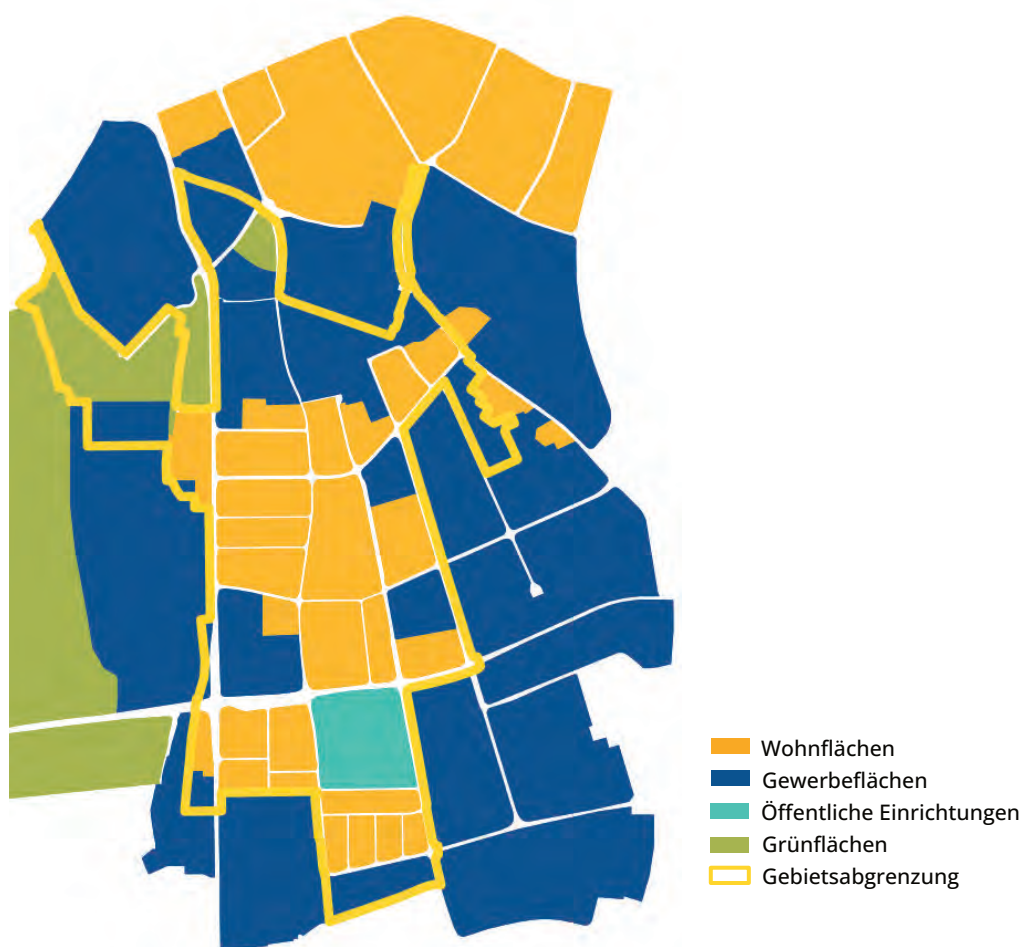 Wohnflächen
Gewerbeflächen
Öffentliche Einrichtungen
Grünflächen
Gebietsabgrenzung